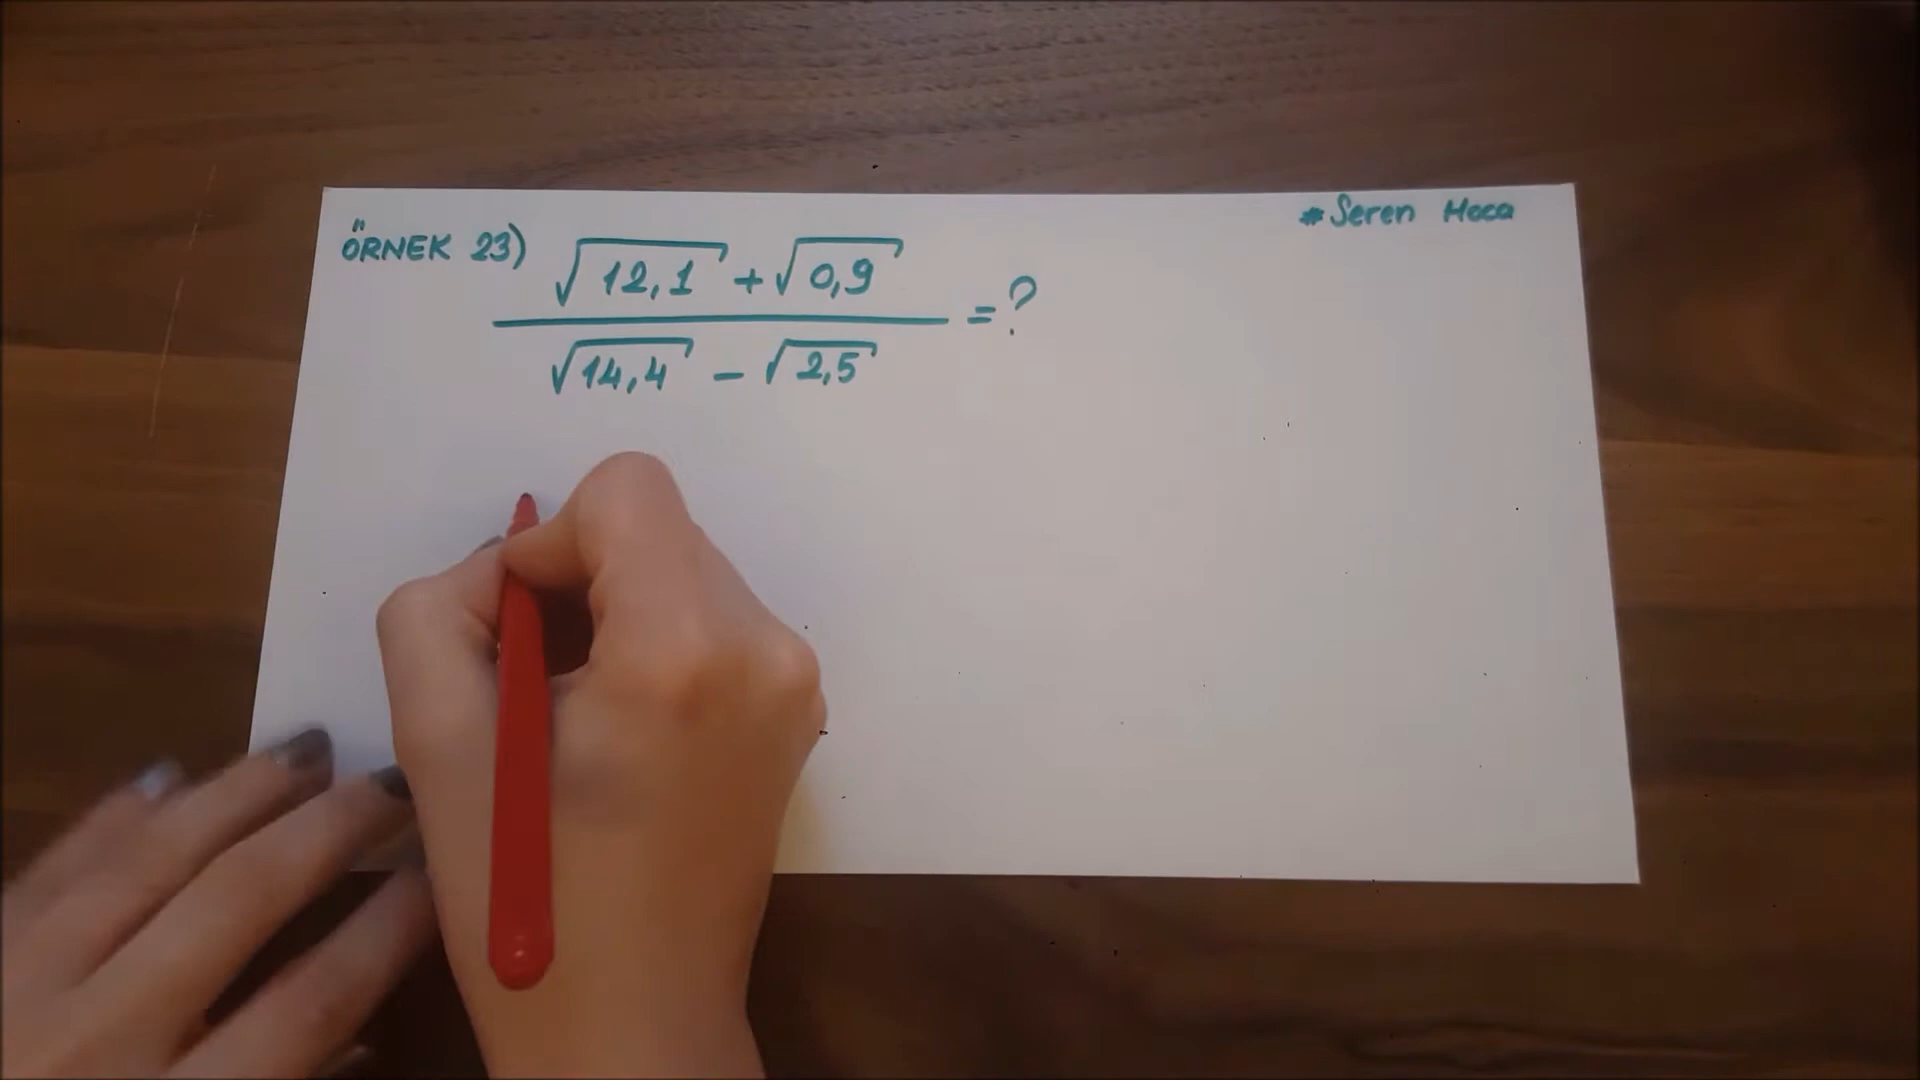 *Seren Hoca
ÖRNEK 23) √12,1 + √0,9
= ?
√14,4 - √2,5